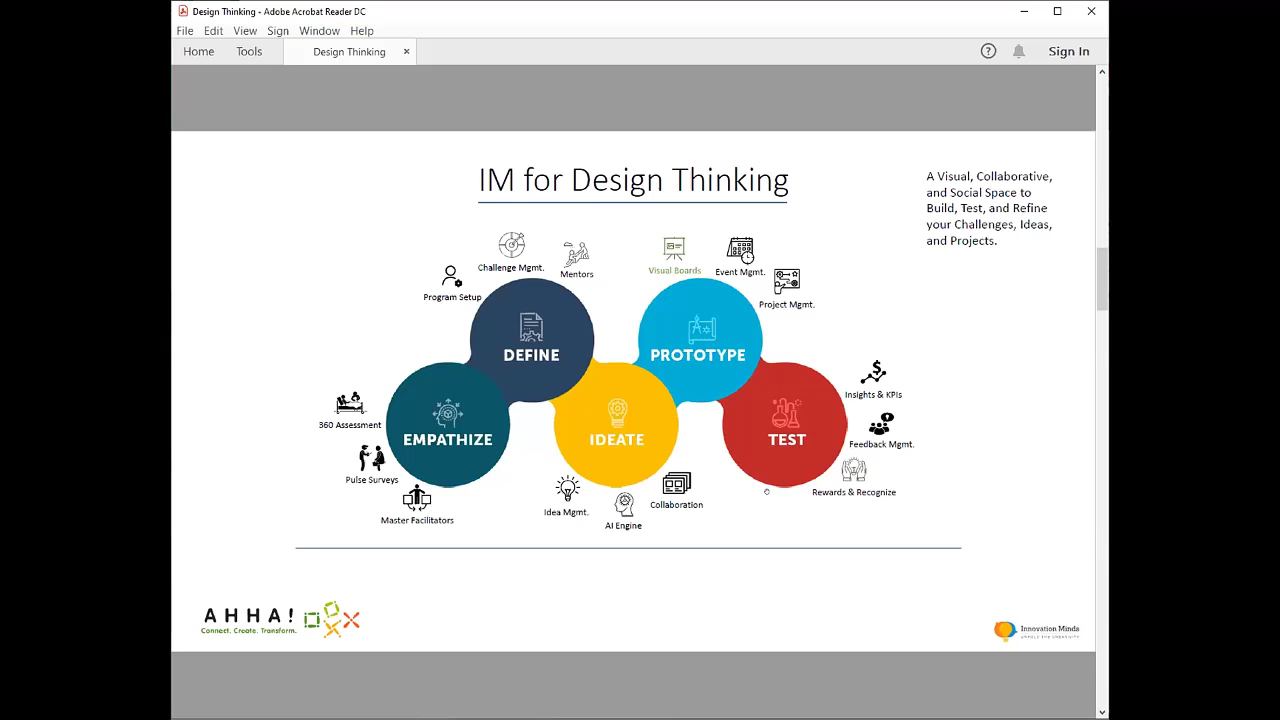 Design Thinking - Adobe Acrobat Reader DC
File Edit View Sign Window Help
Home Tools Design Thinking × Sign In
IM for Design Thinking
A Visual, Collaborative,
and Social Space to
Build, Test, and Refine
your Challenges, Ideas,
and Projects.
Challenge Mgmt.
Mentors
Program Setup
Visual Boards
Event Mgmt.
Project Mgmt.
DEFINE
PROTOTYPE
360 Assessment
Pulse Surveys
Master Facilitators
EMPATHIZE
IDEATE
TEST
Insights & KPIs
Feedback Mgmt.
Rewards & Recognize
Idea Mgmt.
AI Engine
Collaboration
AHHA!
Connect. Create. Transform.
Innovation Minds